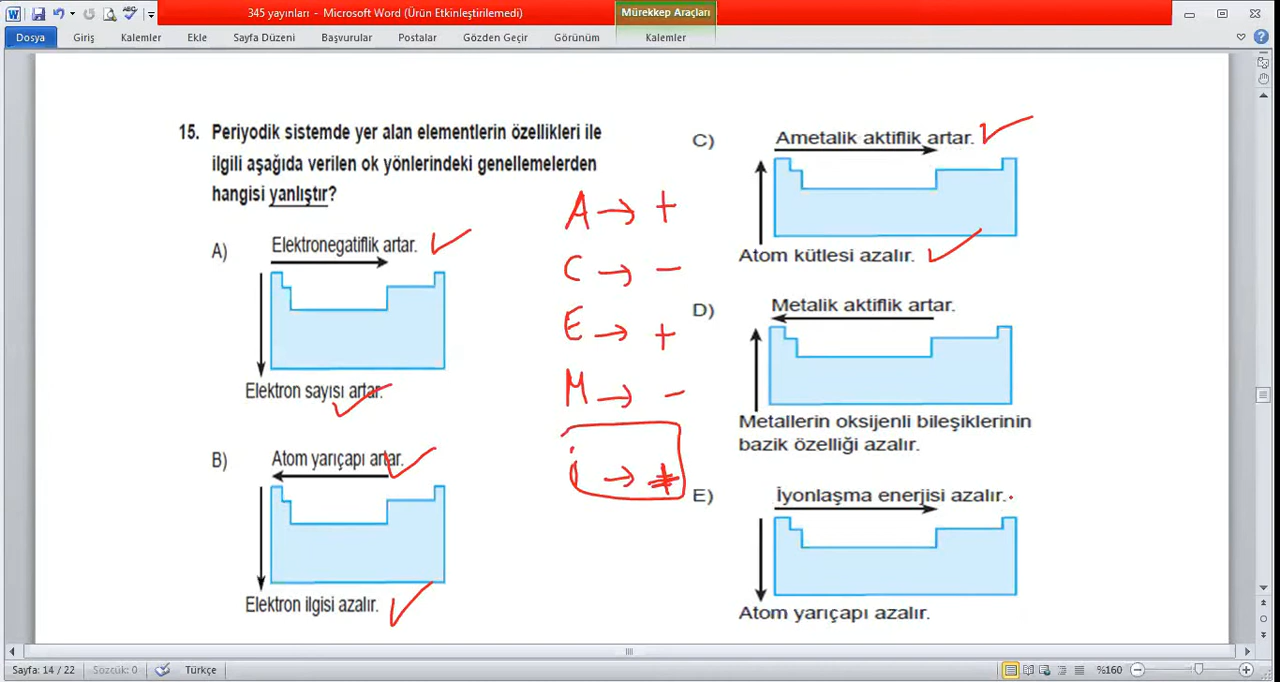 345 yayınları - Microsoft Word (Ürün Etkinleştirilemedi)
Mürekkep Araçları
Dosya Giriş Kalemler Ekle Sayfa Düzeni Başvurular Postalar Gözden Geçir Görünüm Kalemler
15. Periyodik sistemde yer alan elementlerin özellikleri ile
ilgili aşağıda verilen ok yönlerindeki genellemelerden
hangisi yanlıştır?
A) Elektronegatiflik artar.
Elektron sayısı artar.
B) Atom yarıçapı artar.
Elektron ilgisi azalır.
A → +
C → -
E → +
M → -
İ → +
C) Ametalik aktiflik artar.
Atom kütlesi azalır.
D) Metalik aktiflik artar.
Metallerin oksijenli bileşiklerinin
bazik özelliği azalır.
E) İyonlaşma enerjisi azalır.
Atom yarıçapı azalır.
Sayfa: 14 / 22 Sözcük: 0 Türkçe %160